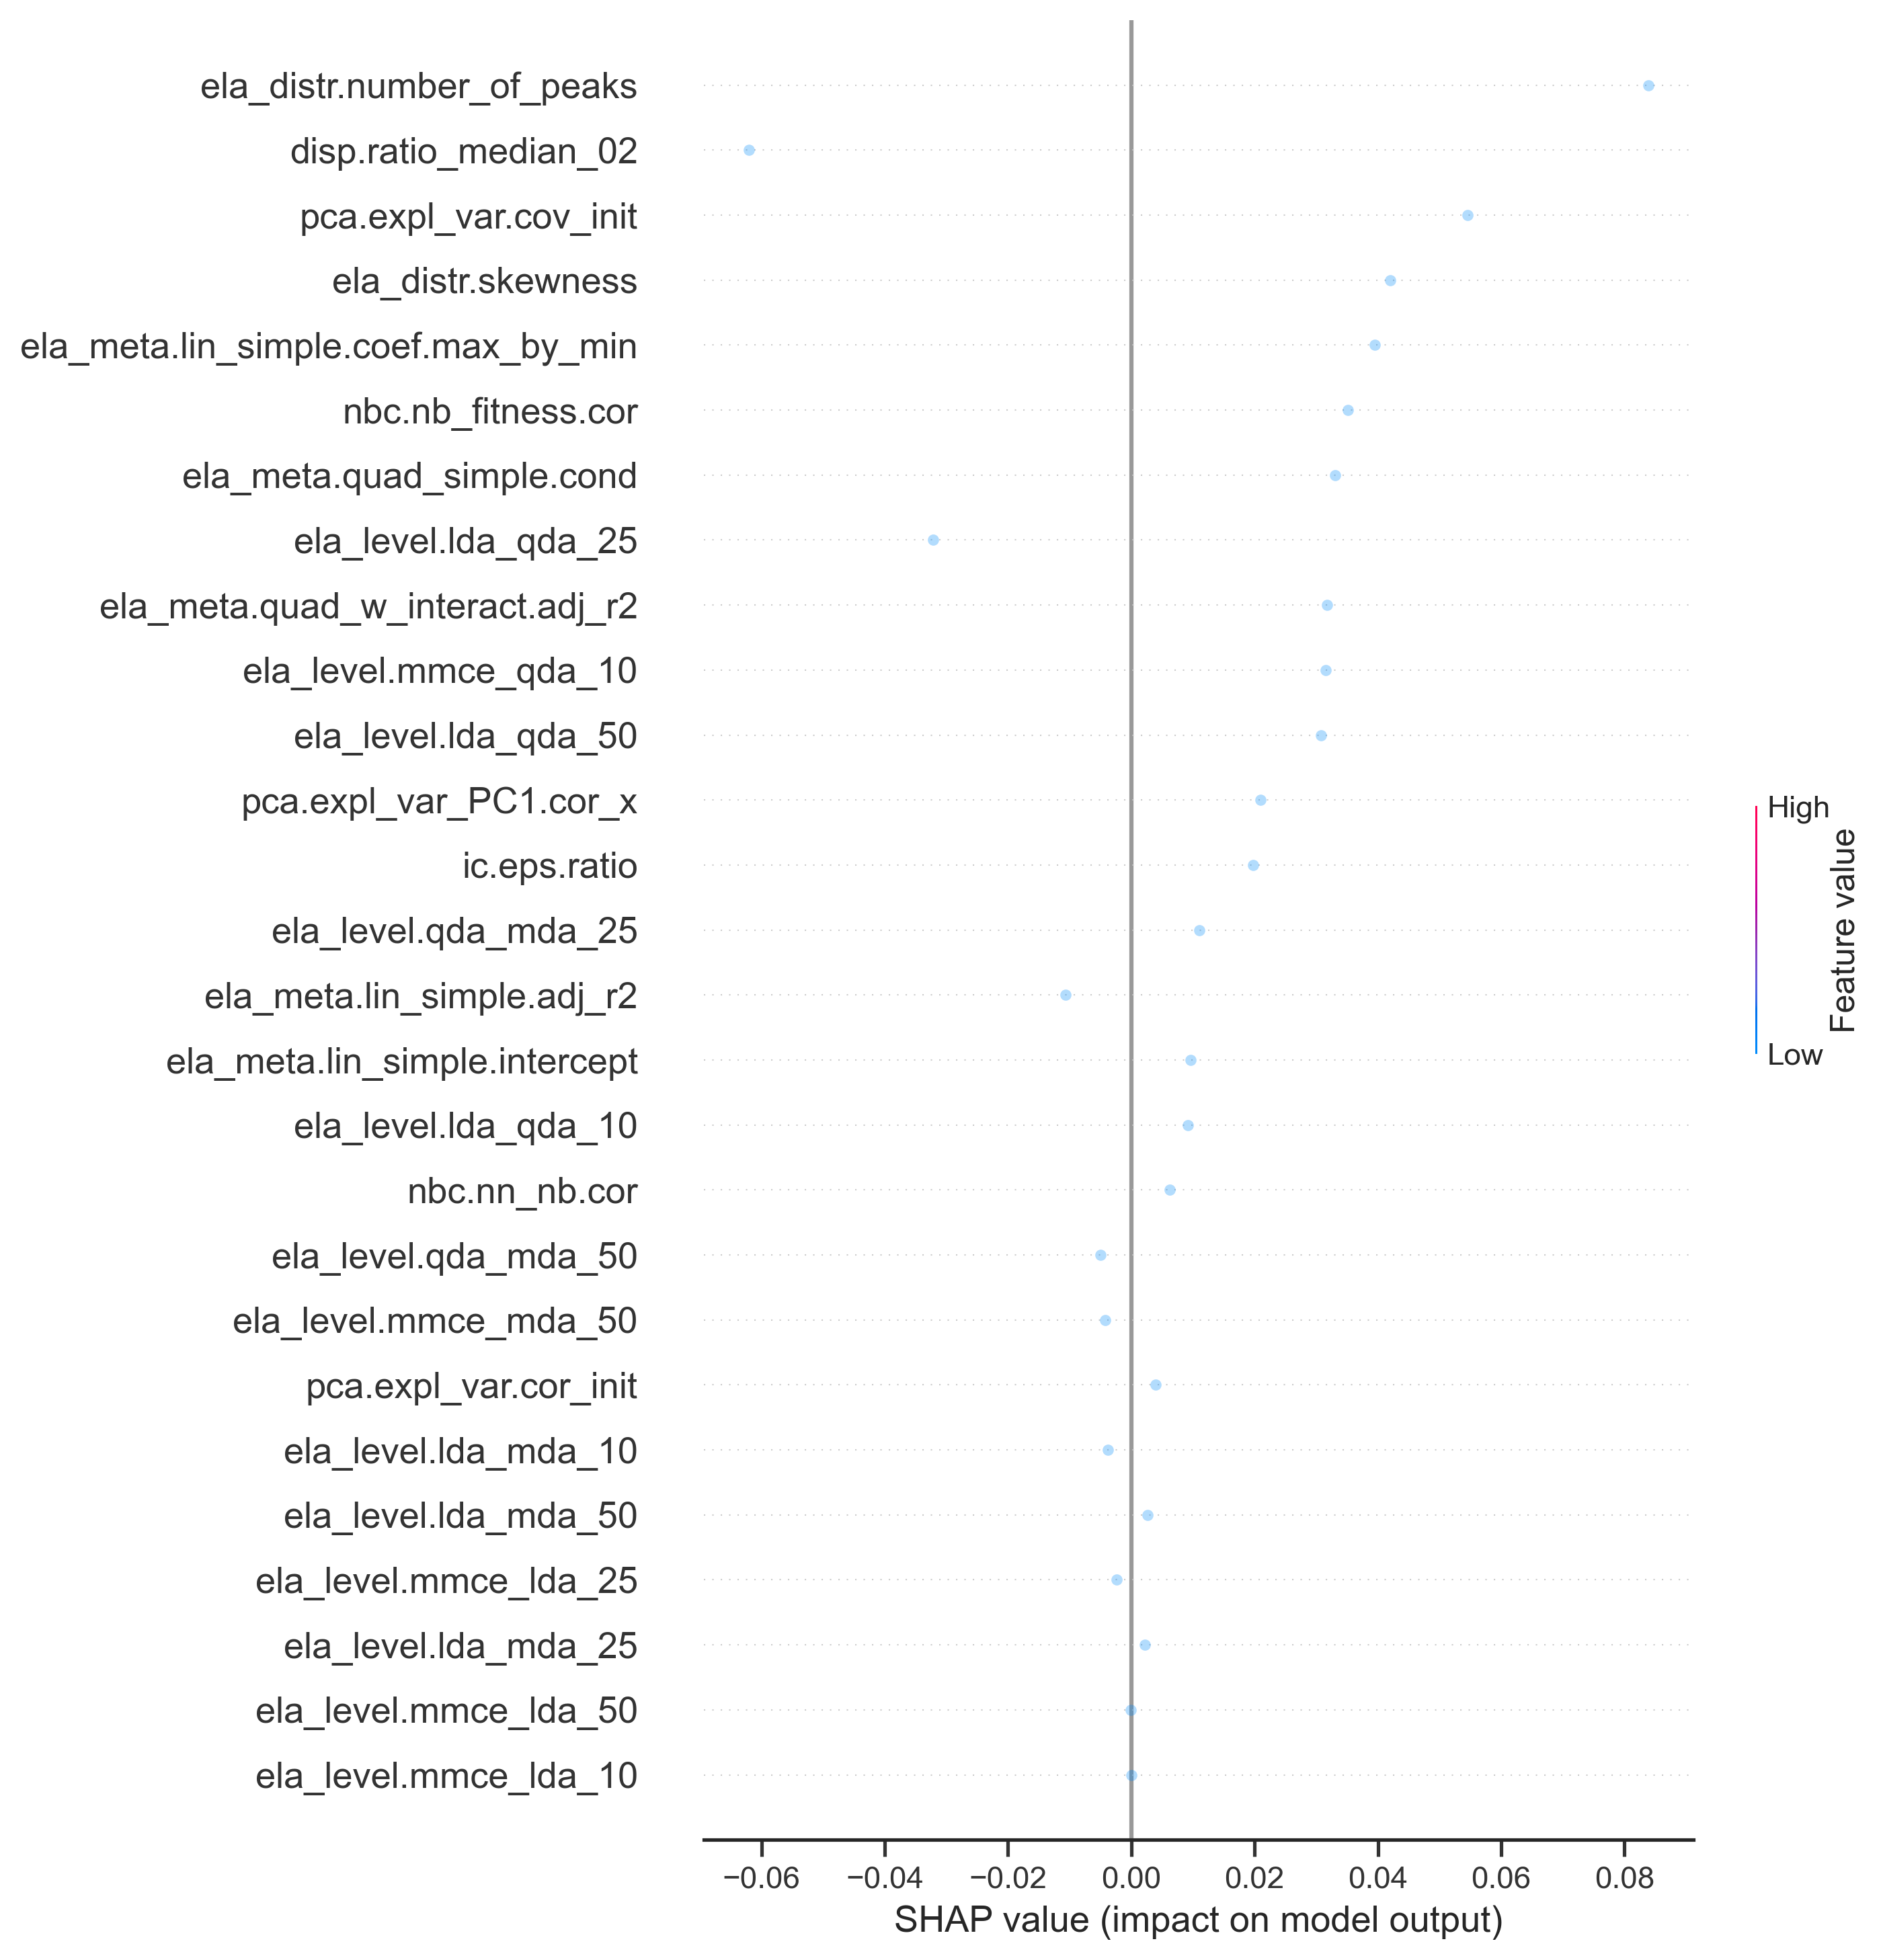 ela_distr.number_of_peaks
disp.ratio_median_02
pca.expl_var.cov_init
ela_distr.skewness
ela_meta.lin_simple.coef.max_by_min
nbc.nb_fitness.cor
ela_meta.quad_simple.cond
ela_level.lda_qda_25
ela_meta.quad_w_interact.adj_r2
ela_level.mmce_qda_10
ela_level.lda_qda_50
pca.expl_var_PC1.cor_x
ic.eps.ratio
ela_level.qda_mda_25
ela_meta.lin_simple.adj_r2
ela_meta.lin_simple.intercept
ela_level.lda_qda_10
nbc.nn_nb.cor
ela_level.qda_mda_50
ela_level.mmce_mda_50
pca.expl_var.cor_init
ela_level.lda_mda_10
ela_level.lda_mda_50
ela_level.mmce_lda_25
ela_level.lda_mda_25
ela_level.mmce_lda_50
ela_level.mmce_lda_10
−0.06 −0.04 −0.02 0.00 0.02 0.04 0.06 0.08
SHAP value (impact on model output)
High
Feature value
Low